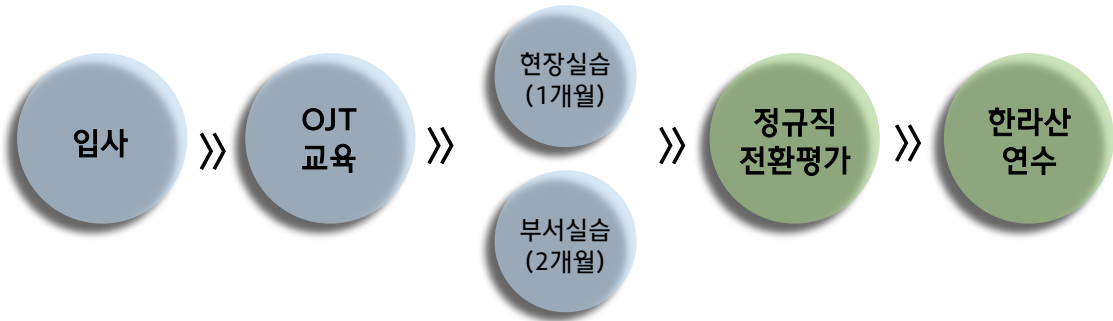 입사
OJT
교육
현장실습
(1개월)
부서실습
(2개월)
정규직
전환평가
한라산
연수